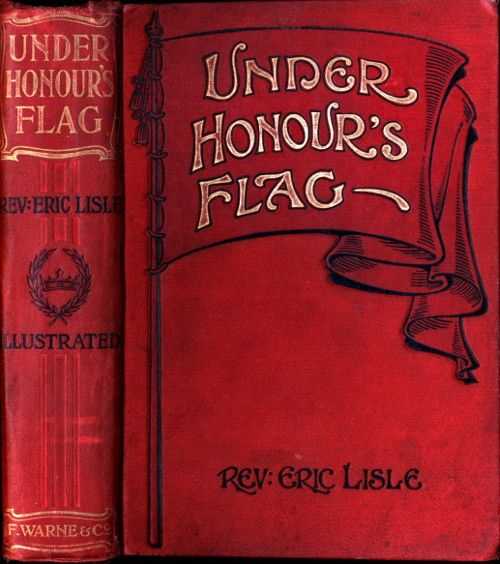 UNDER
HONOUR'S
FLAG
REV: ERIC LISLE
ILLUSTRATED
F. WARNE & Co
UNDER
HONOUR'S
FLAG
REV: ERIC LISLE